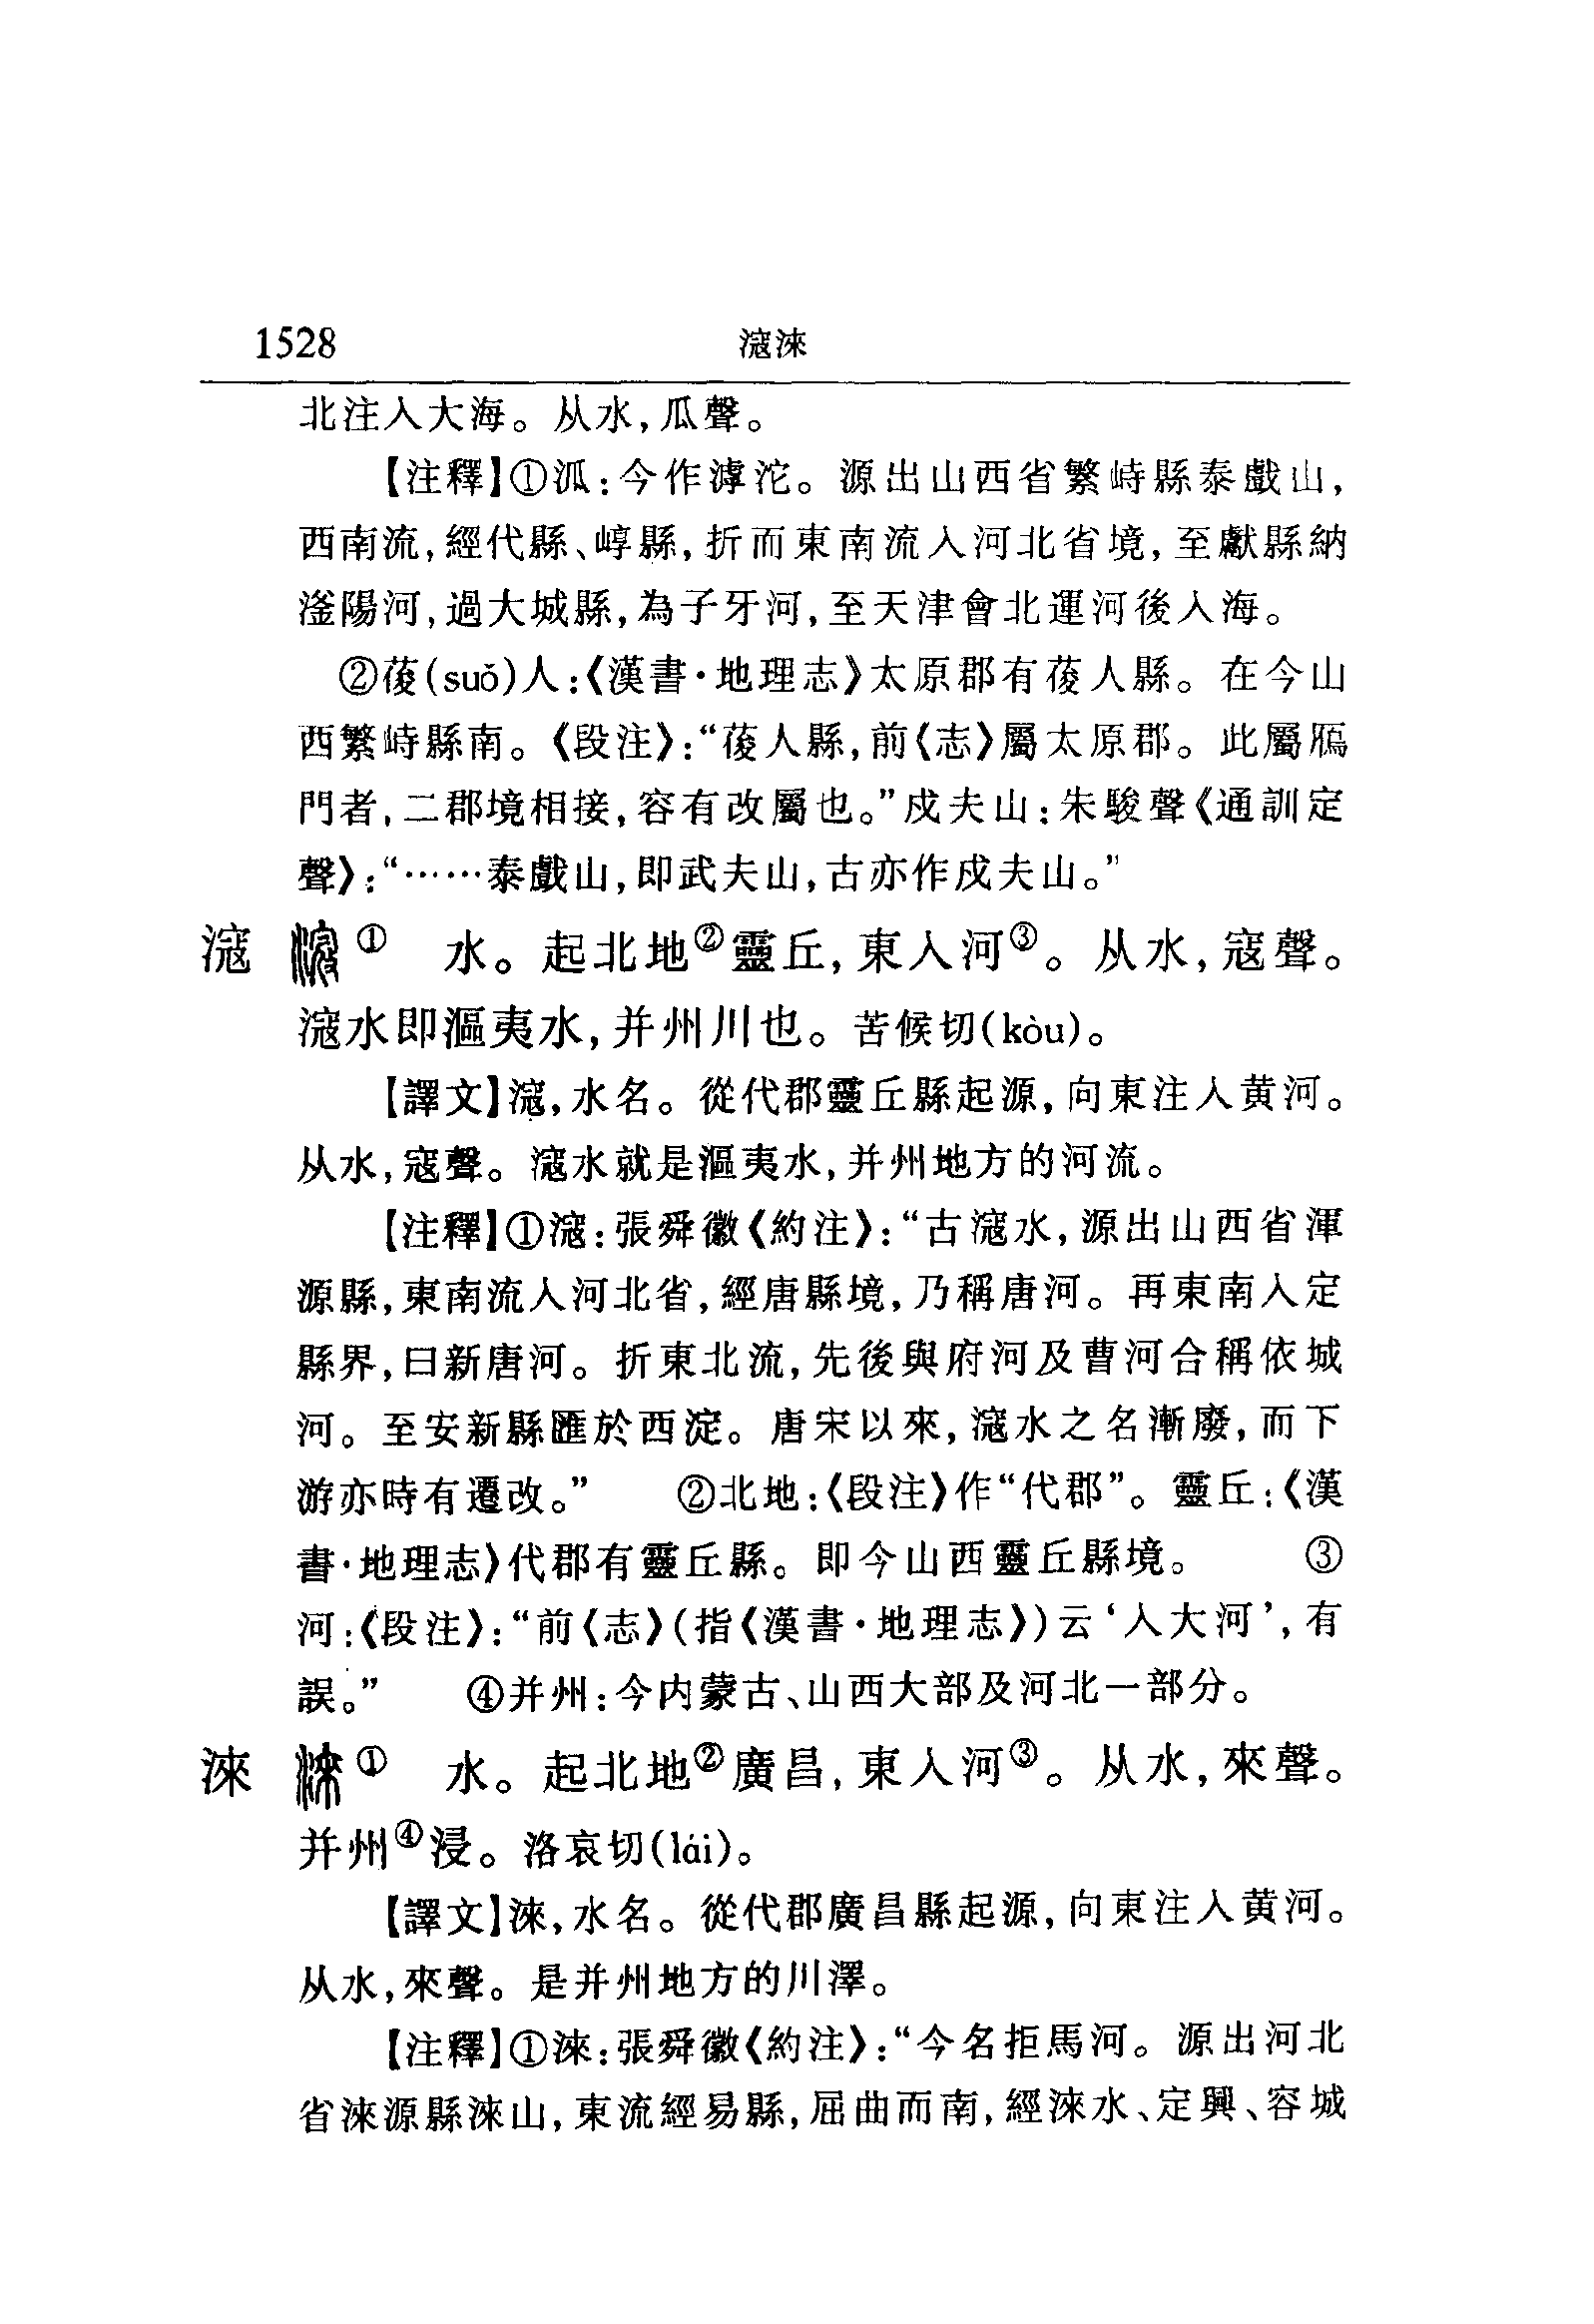 1528
滱淶
北注入大海。从水,瓜聲。
【注釋】①泒:今作滹沱。源出山西省繁峙縣泰戲山,
西南流,經代縣、崞縣,折而東南流入河北省境,至獻縣納
滏陽河,過大城縣,為子牙河,至天津會北運河後入海。
②葰(suǒ)人:《漢書·地理志》太原郡有葰人縣。在今山
西繁峙縣南。《段注》:“葰人縣,前《志》屬太原郡。此屬鴈
門者,二郡境相接,容有改屬也。”戍夫山:朱駿聲《通訓定
聲》:“……泰戲山,即武夫山,古亦作戍夫山。”
滱 ① 水。起北地②靈丘,東入河③。从水,寇聲。
滱水即漚夷水,并州川也。苦候切(kòu)。
【譯文】滱,水名。從代郡靈丘縣起源,向東注入黄河。
从水,寇聲。滱水就是漚夷水,并州地方的河流。
【注釋】①滱:張舜徽《約注》:“古滱水,源出山西省渾
源縣,東南流入河北省,經唐縣境,乃稱唐河。再東南入定
縣界,曰新唐河。折東北流,先後與府河及曹河合稱依城
河。至安新縣匯於西淀。唐宋以來,滱水之名漸廢,而下
游亦時有遷改。” ②北地:《段注》作“代郡”。靈丘:《漢
書·地理志》代郡有靈丘縣。即今山西靈丘縣境。 ③
河:《段注》:“前《志》(指《漢書·地理志》)云‘入大河’,有
誤。” ④并州:今内蒙古、山西大部及河北一部分。
淶 ① 水。起北地②廣昌,東入河③。从水,來聲。
并州④浸。洛哀切(lái)。
【譯文】淶,水名。從代郡廣昌縣起源,向東注入黄河。
从水,來聲。是并州地方的川澤。
【注釋】①淶:張舜徽《約注》:“今名拒馬河。源出河北
省淶源縣淶山,東流經易縣,屈曲而南,經淶水、定興、容城